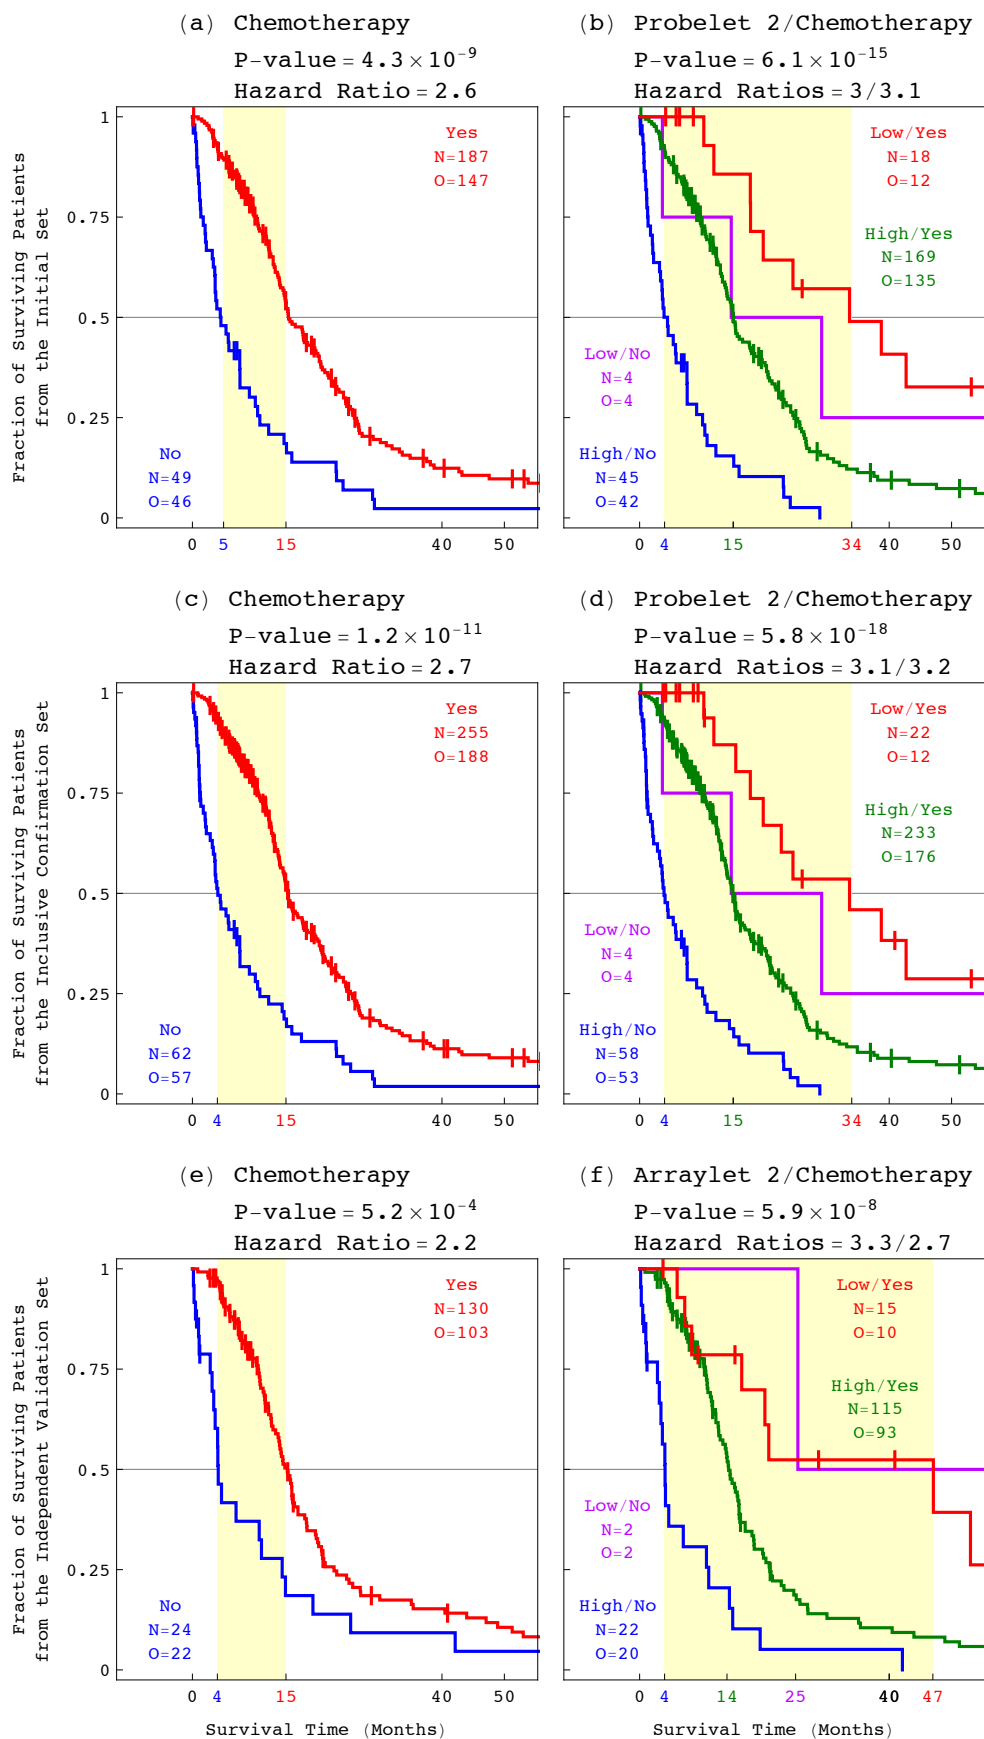 (a) Chemotherapy
P-value = 4.3 × 10⁻⁹
Hazard Ratio = 2.6
Fraction of Surviving Patients
from the Initial Set
1
0.75
0.5
0.25
0
Yes
N=187
O=147
No
N=49
O=46
0 5 15 40 50
(b) Probelet 2/Chemotherapy
P-value = 6.1 × 10⁻¹⁵
Hazard Ratios = 3/3.1
Low/Yes
N=18
O=12
High/Yes
N=169
O=135
Low/No
N=4
O=4
High/No
N=45
O=42
0 4 15 34 40 50
(c) Chemotherapy
P-value = 1.2 × 10⁻¹¹
Hazard Ratio = 2.7
Fraction of Surviving Patients
from the Inclusive Confirmation Set
1
0.75
0.5
0.25
0
Yes
N=255
O=188
No
N=62
O=57
0 4 15 40 50
(d) Probelet 2/Chemotherapy
P-value = 5.8 × 10⁻¹⁸
Hazard Ratios = 3.1/3.2
Low/Yes
N=22
O=12
High/Yes
N=233
O=176
Low/No
N=4
O=4
High/No
N=58
O=53
0 4 15 34 40 50
(e) Chemotherapy
P-value = 5.2 × 10⁻⁴
Hazard Ratio = 2.2
Fraction of Surviving Patients
from the Independent Validation Set
1
0.75
0.5
0.25
0
Yes
N=130
O=103
No
N=24
O=22
0 4 15 40 50
Survival Time (Months)
(f) Arraylet 2/Chemotherapy
P-value = 5.9 × 10⁻⁸
Hazard Ratios = 3.3/2.7
Low/Yes
N=15
O=10
High/Yes
N=115
O=93
Low/No
N=2
O=2
High/No
N=22
O=20
0 4 14 25 40 47
Survival Time (Months)